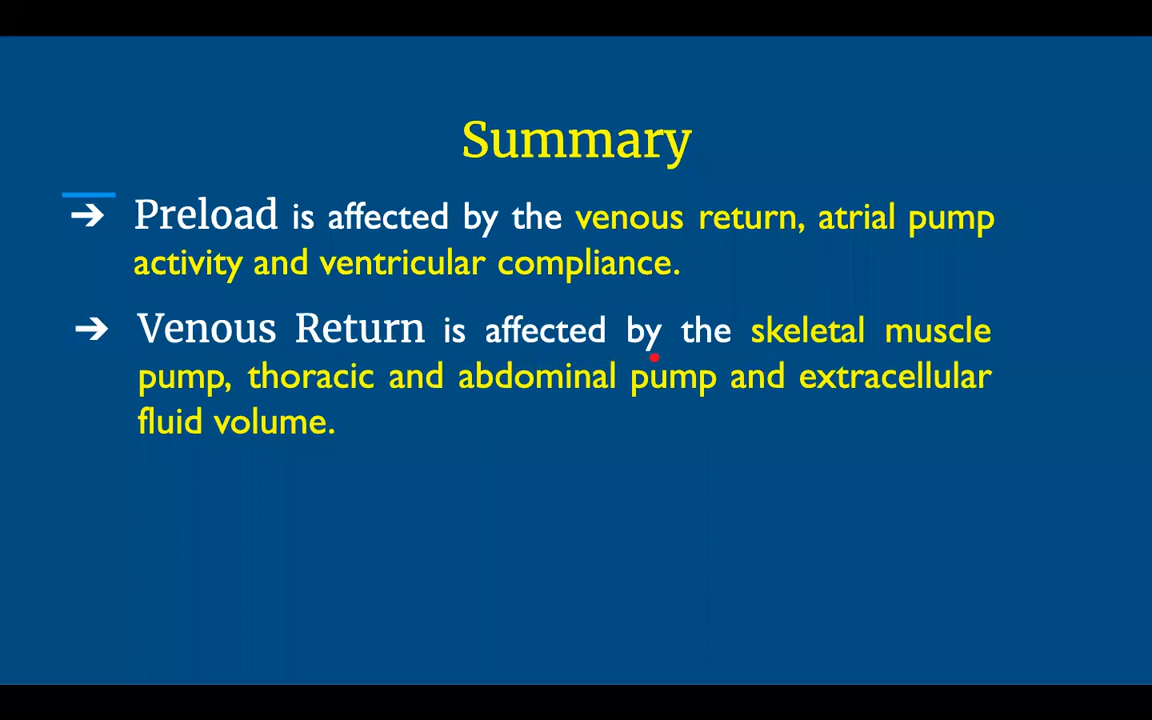 Summary
➔ Preload is affected by the venous return, atrial pump
activity and ventricular compliance.
➔ Venous Return is affected by the skeletal muscle
pump, thoracic and abdominal pump and extracellular
fluid volume.